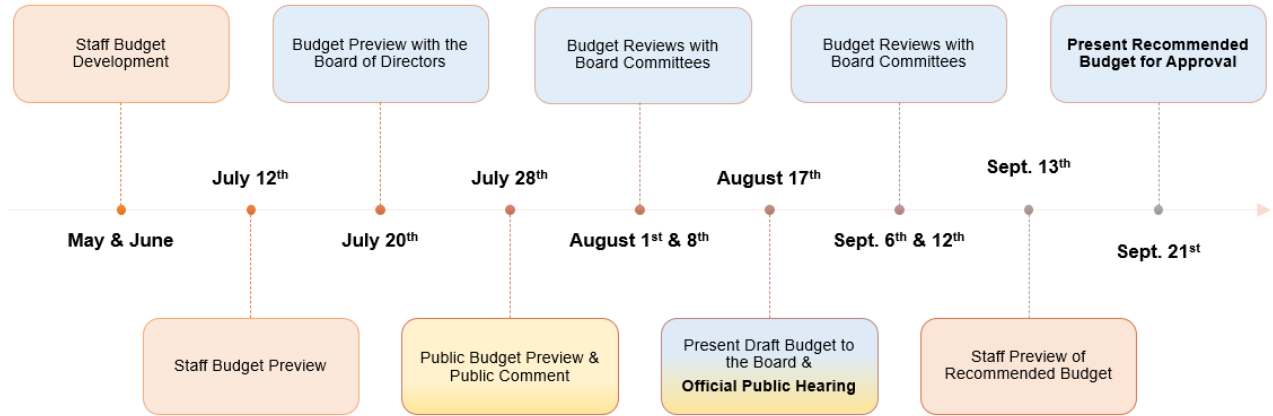 Staff Budget
Development
Budget Preview with the
Board of Directors
Budget Reviews with
Board Committees
Budget Reviews with
Board Committees
Present Recommended
Budget for Approval
July 12th
July 28th
August 17th
Sept. 13th
May & June
July 20th
August 1st & 8th
Sept. 6th & 12th
Sept. 21st
Staff Budget Preview
Public Budget Preview &
Public Comment
Present Draft Budget to
the Board &
Official Public Hearing
Staff Preview of
Recommended Budget